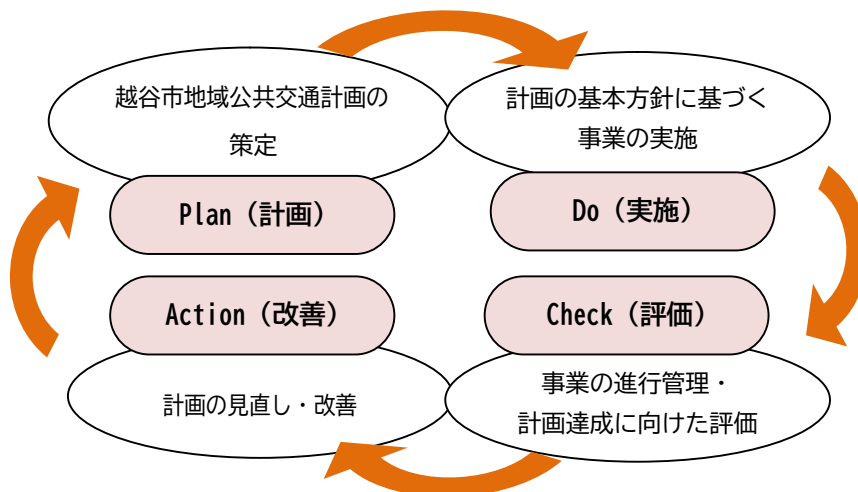 越谷市地域公共交通計画の
策定
Plan（計画）
計画の基本方針に基づく
事業の実施
Do（実施）
Check（評価）
事業の進行管理・
計画達成に向けた評価
Action（改善）
計画の見直し・改善